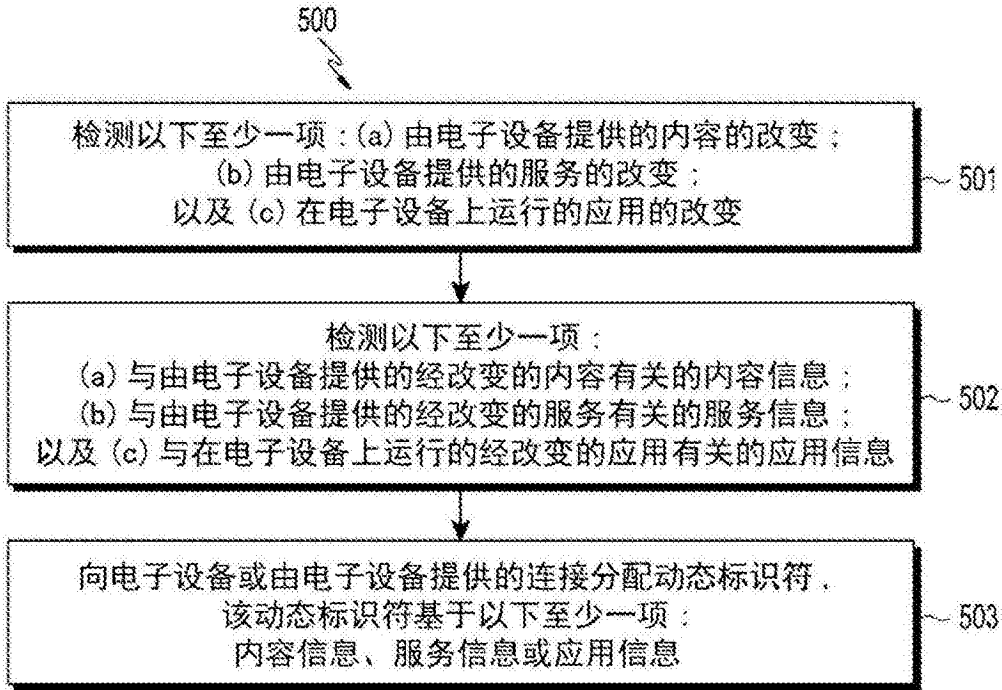 500
检测以下至少一项：(a)由电子设备提供的内容的改变；
(b)由电子设备提供的服务的改变；
以及(c)在电子设备上运行的应用的改变
501
检测以下至少一项：
(a)与由电子设备提供的经改变的内容有关的内容信息；
(b)与由电子设备提供的经改变的服务有关的服务信息；
以及(c)与在电子设备上运行的经改变的应用有关的应用信息
502
向电子设备或由电子设备提供的连接分配动态标识符，
该动态标识符基于以下至少一项：
内容信息、服务信息或应用信息
503